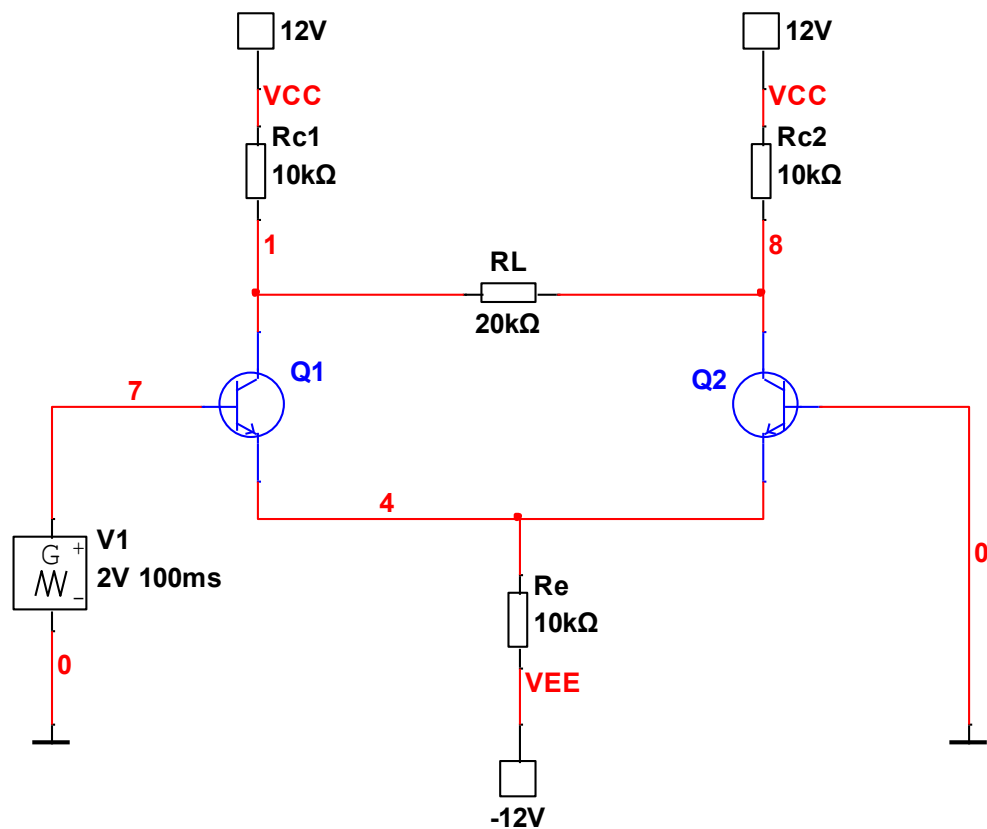 12V
12V
VCC
VCC
Rc1
10kΩ
Rc2
10kΩ
1
8
RL
20kΩ
Q1
Q2
7
4
V1
2V 100ms
G
+
−
0
0
Re
10kΩ
VEE
-12V